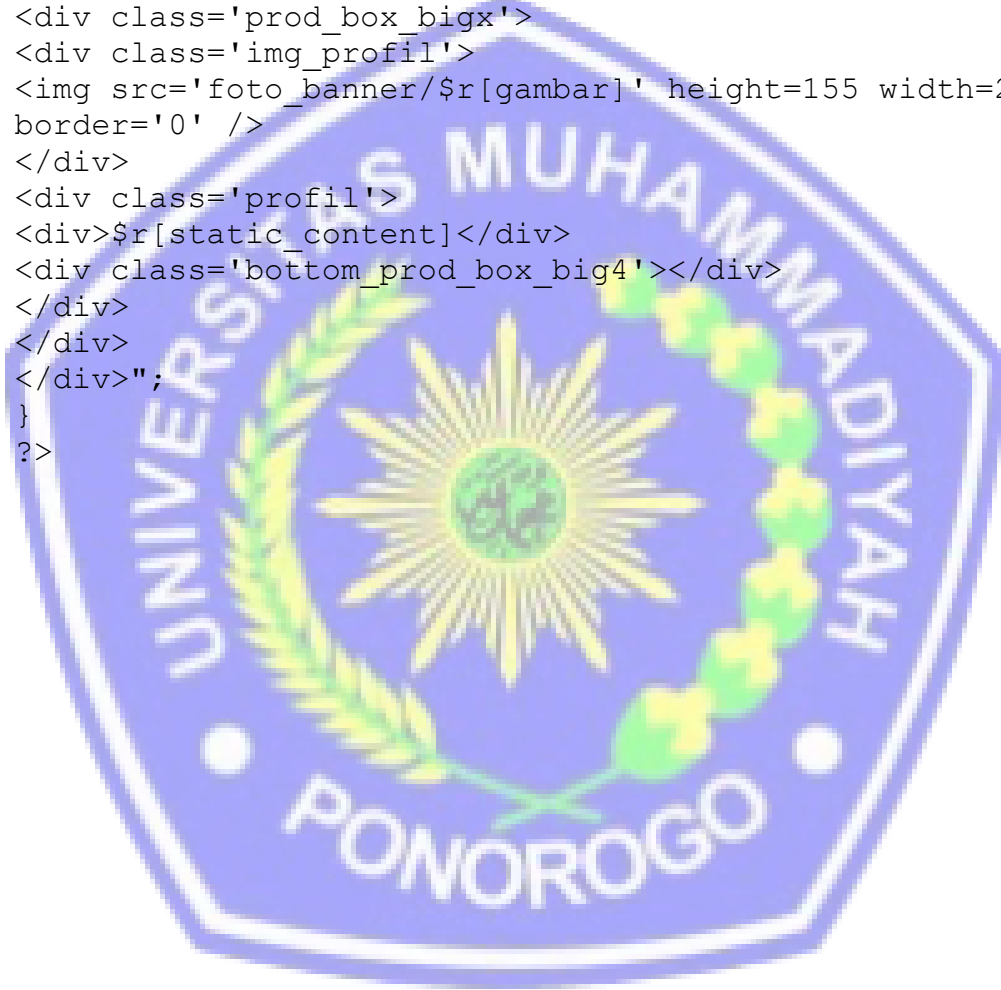 <div class='prod_box_bigx'>
<div class='img_profil'>
<img src='foto_banner/$r[gambar]' height=155 width=2
border='0' />
</div>
<div class='profil'>
<div>$r[static_content]</div>
<div class='bottom_prod_box_big4'></div>
</div>
</div>
</div>";
}
?>
UNIVERSITAS MUHAMMADIYAH
PONOROGO